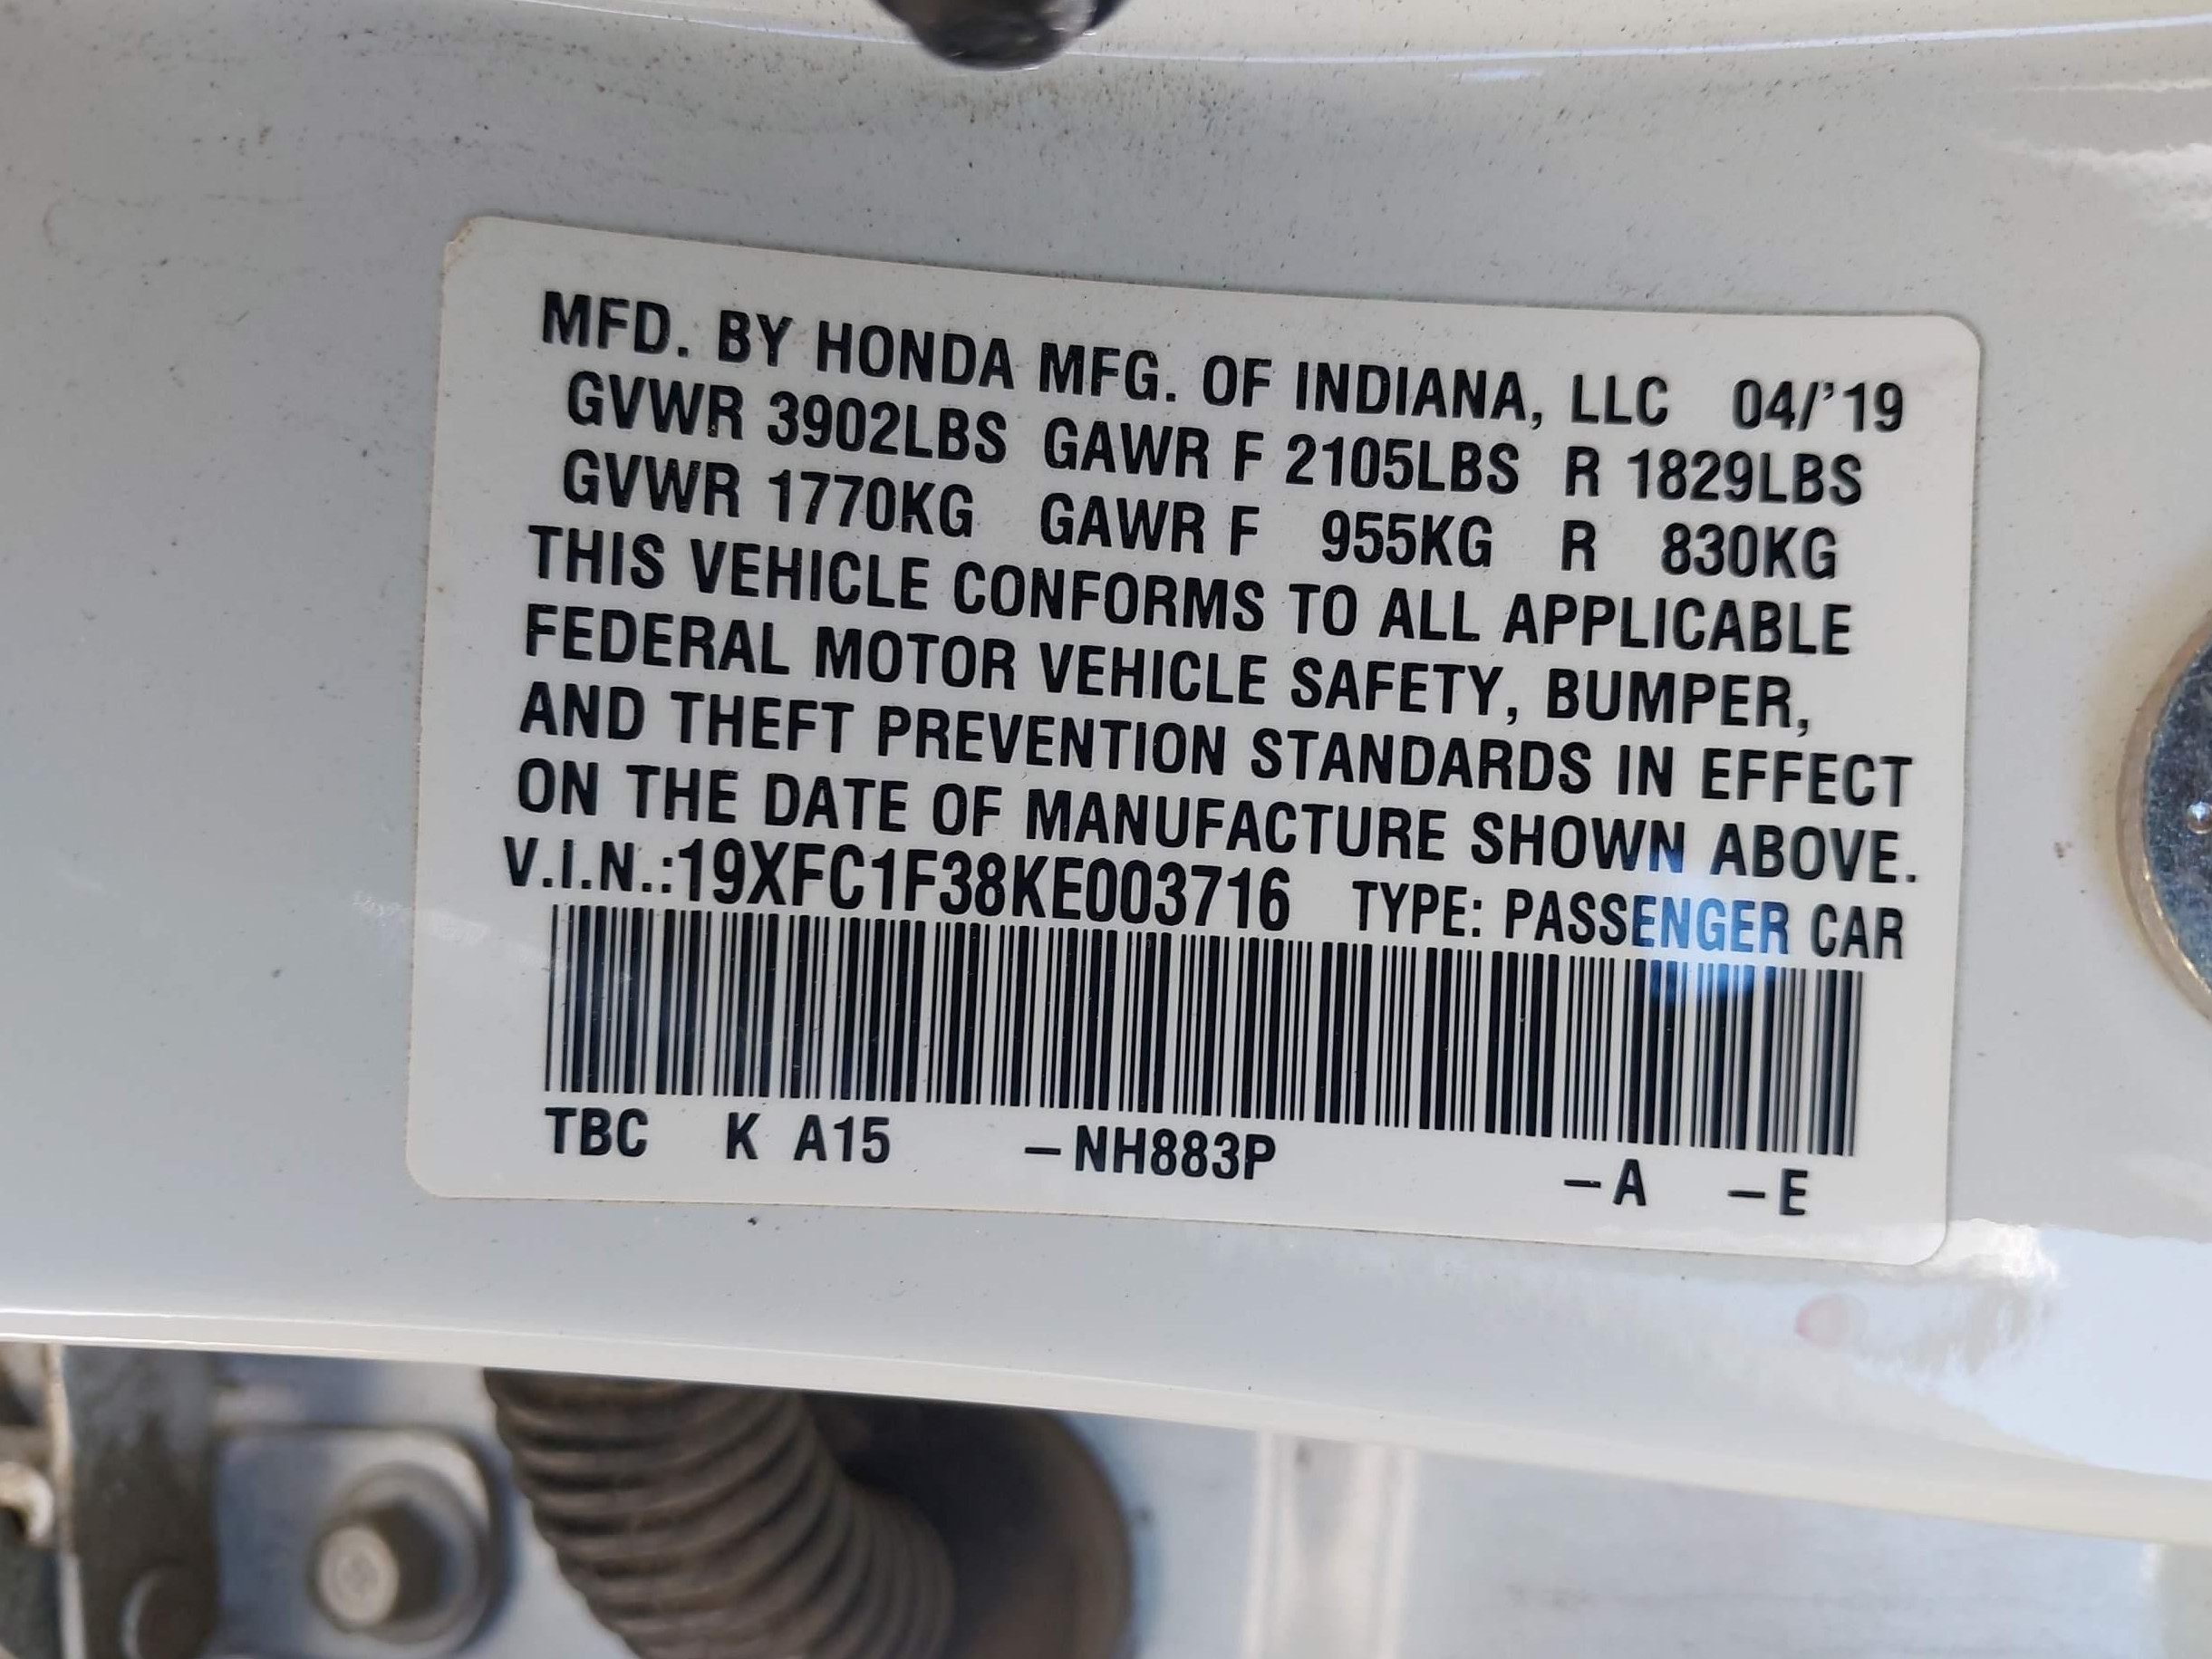 MFD. BY HONDA MFG. OF INDIANA, LLC 04/'19
GVWR 3902LBS GAWR F 2105LBS R 1829LBS
GVWR 1770KG GAWR F 955KG R 830KG
THIS VEHICLE CONFORMS TO ALL APPLICABLE
FEDERAL MOTOR VEHICLE SAFETY, BUMPER,
AND THEFT PREVENTION STANDARDS IN EFFECT
ON THE DATE OF MANUFACTURE SHOWN ABOVE.
V.I.N.:19XFC1F38KE003716 TYPE: PASSENGER CAR
TBC K A15 –NH883P –A –E